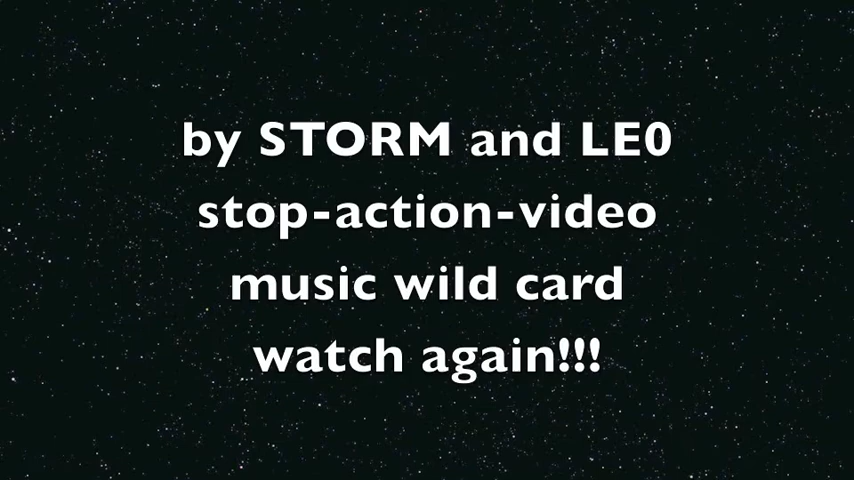 by STORM and LE0
stop-action-video
music wild card
watch again!!!